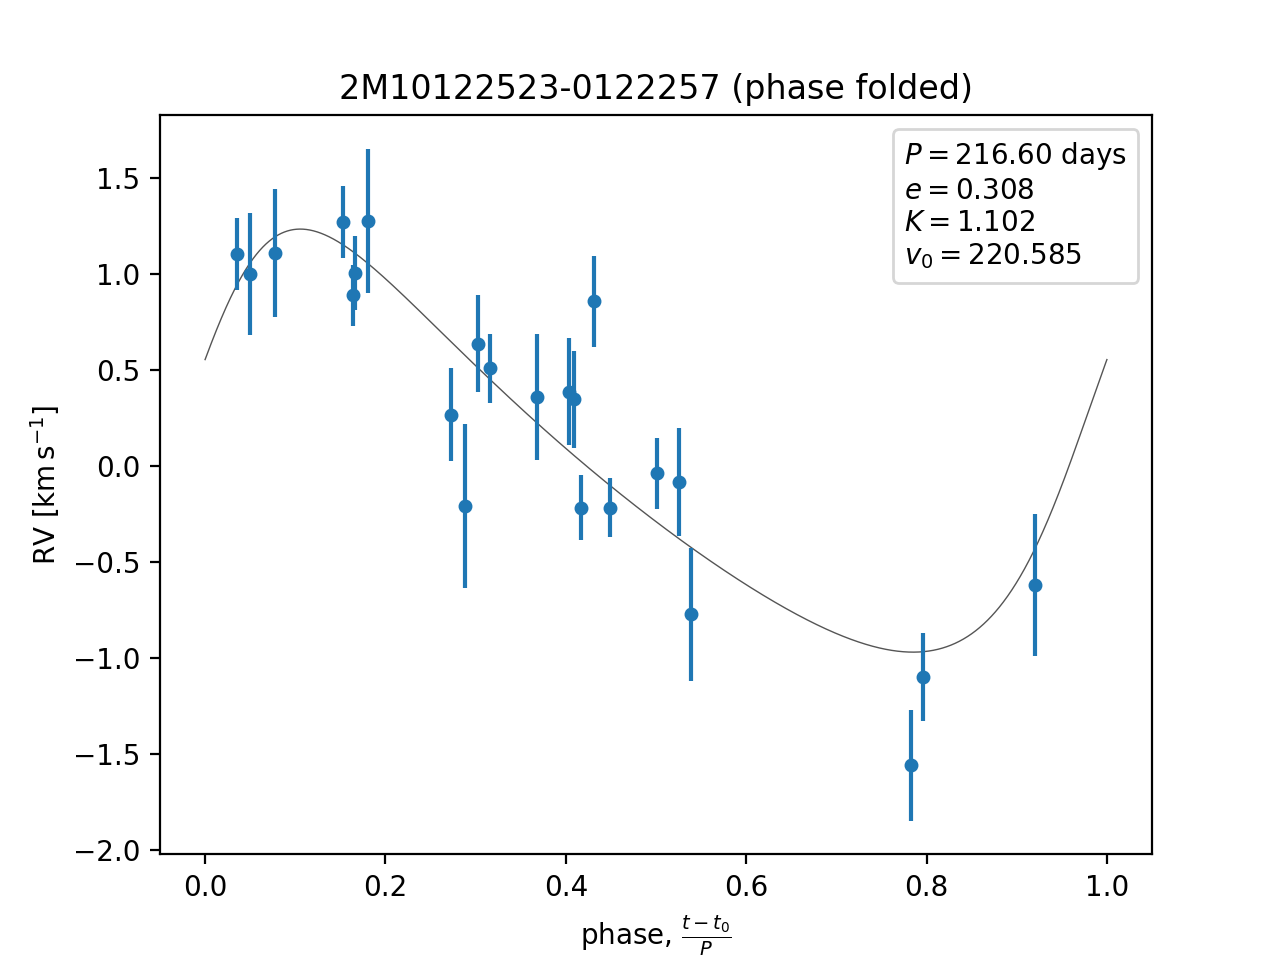 2M10122523-0122257 (phase folded)
P = 216.60 days
e = 0.308
K = 1.102
v₀ = 220.585
RV [km s⁻¹]
1.5
1.0
0.5
0.0
−0.5
−1.0
−1.5
−2.0
0.0 0.2 0.4 0.6 0.8 1.0
phase, (t − t₀)/P